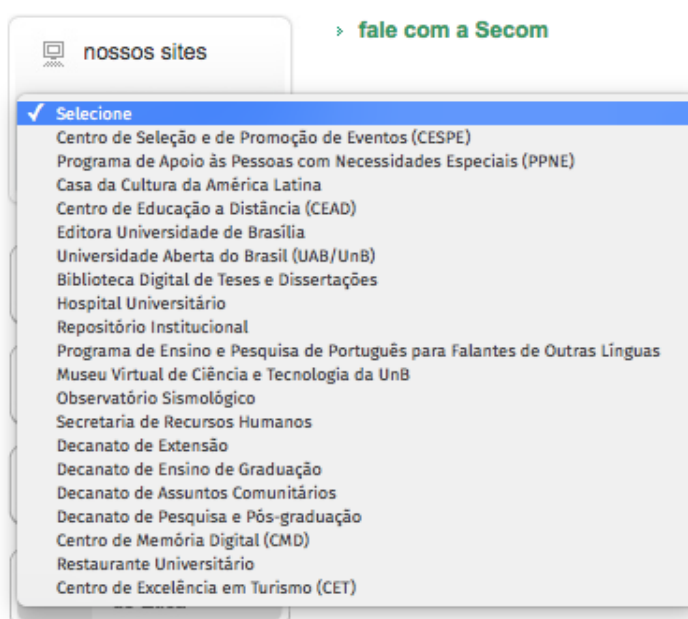 fale com a Secom
nossos sites
Selecione
Centro de Seleção e de Promoção de Eventos (CESPE)
Programa de Apoio às Pessoas com Necessidades Especiais (PPNE)
Casa da Cultura da América Latina
Centro de Educação a Distância (CEAD)
Editora Universidade de Brasília
Universidade Aberta do Brasil (UAB/UnB)
Biblioteca Digital de Teses e Dissertações
Hospital Universitário
Repositório Institucional
Programa de Ensino e Pesquisa de Português para Falantes de Outras Línguas
Museu Virtual de Ciência e Tecnologia da UnB
Observatório Sismológico
Secretaria de Recursos Humanos
Decanato de Extensão
Decanato de Ensino de Graduação
Decanato de Assuntos Comunitários
Decanato de Pesquisa e Pós-graduação
Centro de Memória Digital (CMD)
Restaurante Universitário
Centro de Excelência em Turismo (CET)